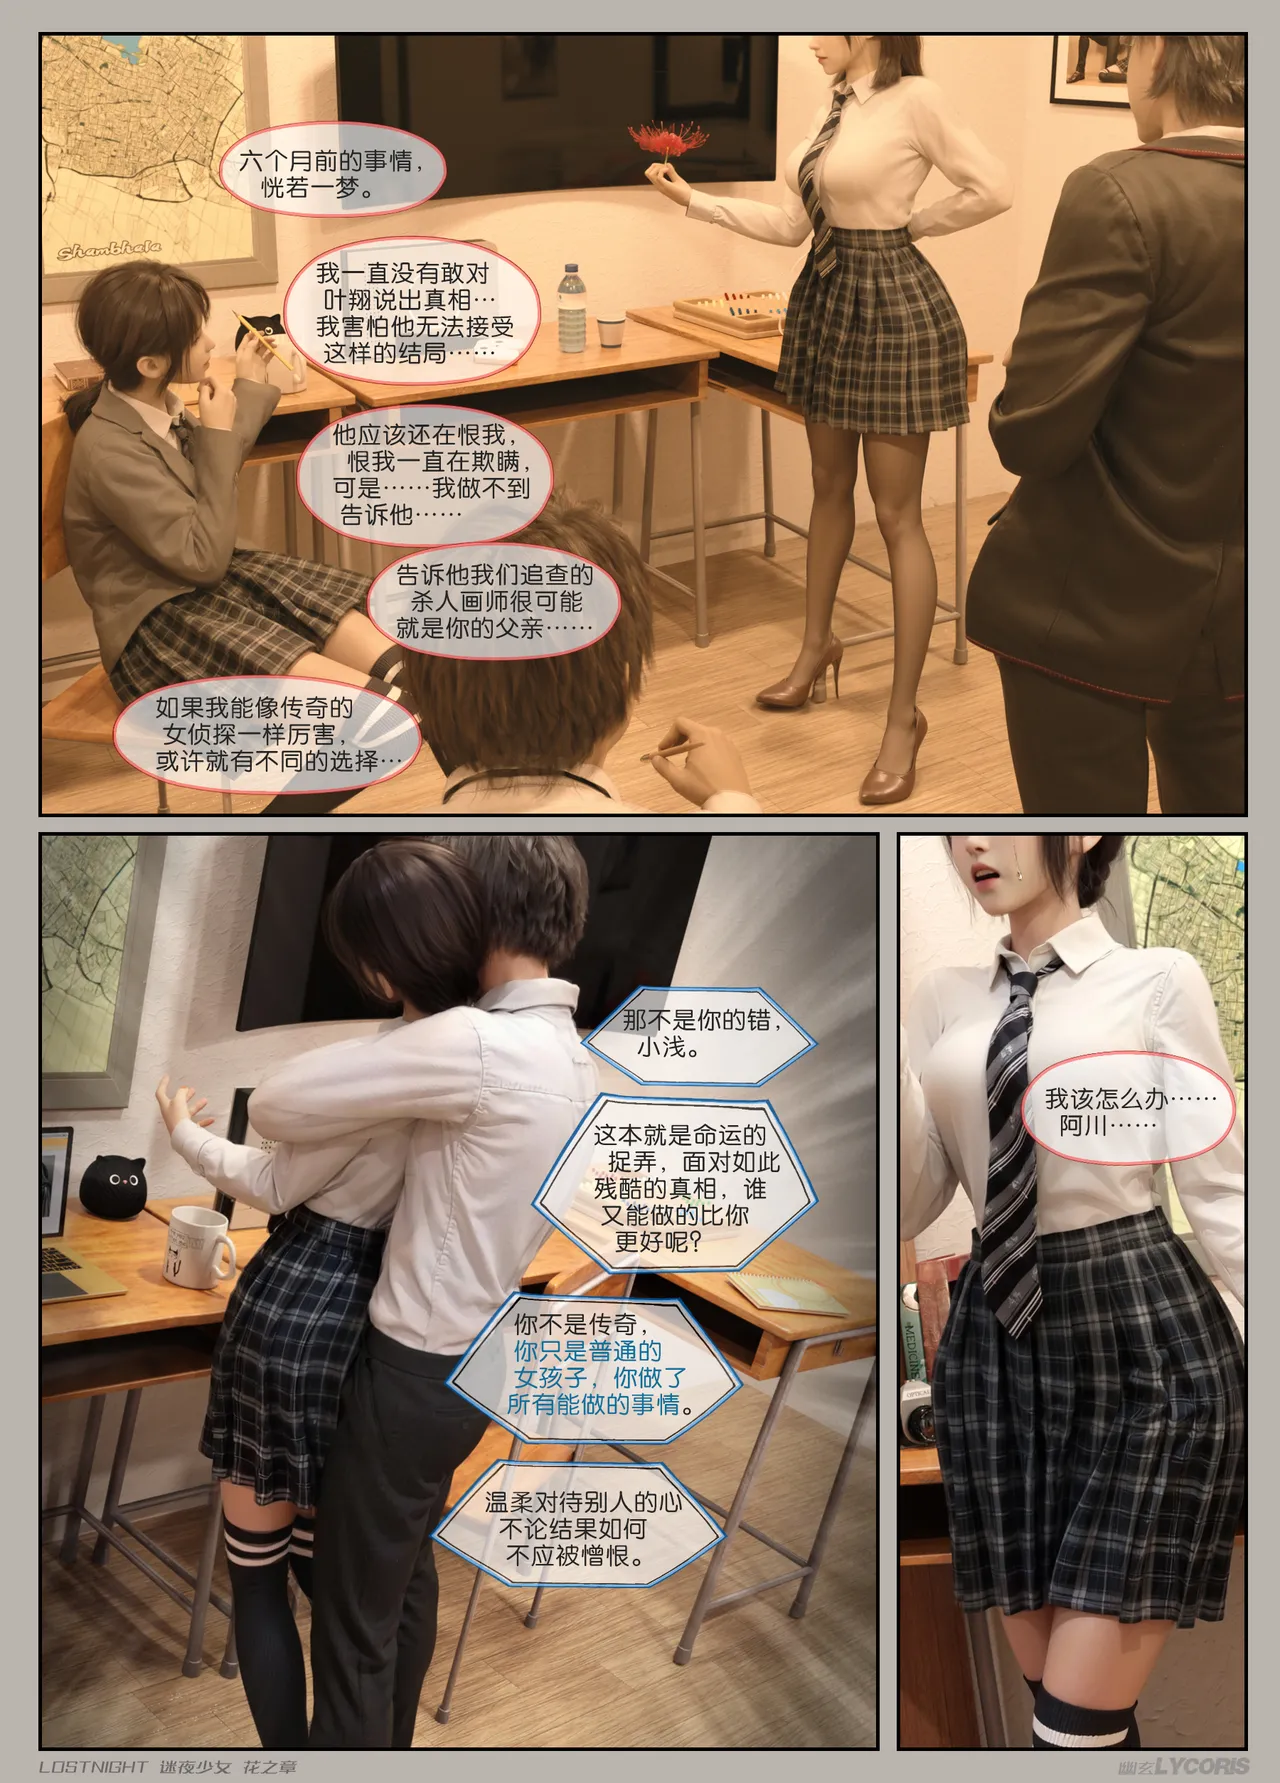 Shambhala
六个月前的事情，
恍若一梦。
我一直没有敢对
叶翔说出真相…
我害怕他无法接受
这样的结局……
他应该还在恨我，
恨我一直在欺瞒，
可是……我做不到
告诉他……
告诉他我们追查的
杀人画师很可能
就是你的父亲……
如果我能像传奇的
女侦探一样厉害，
或许就有不同的选择…
那不是你的错，
小浅。
这本就是命运的
捉弄，面对如此
残酷的真相，谁
又能做的比你
更好呢？
你不是传奇，
你只是普通的
女孩子，你做了
所有能做的事情。
温柔对待别人的心
不论结果如何
不应被憎恨。
我该怎么办……
阿川……
MEDICINE
OPTICAL
LOSTNIGHT 迷夜少女 花之章
幽玄LYCORIS